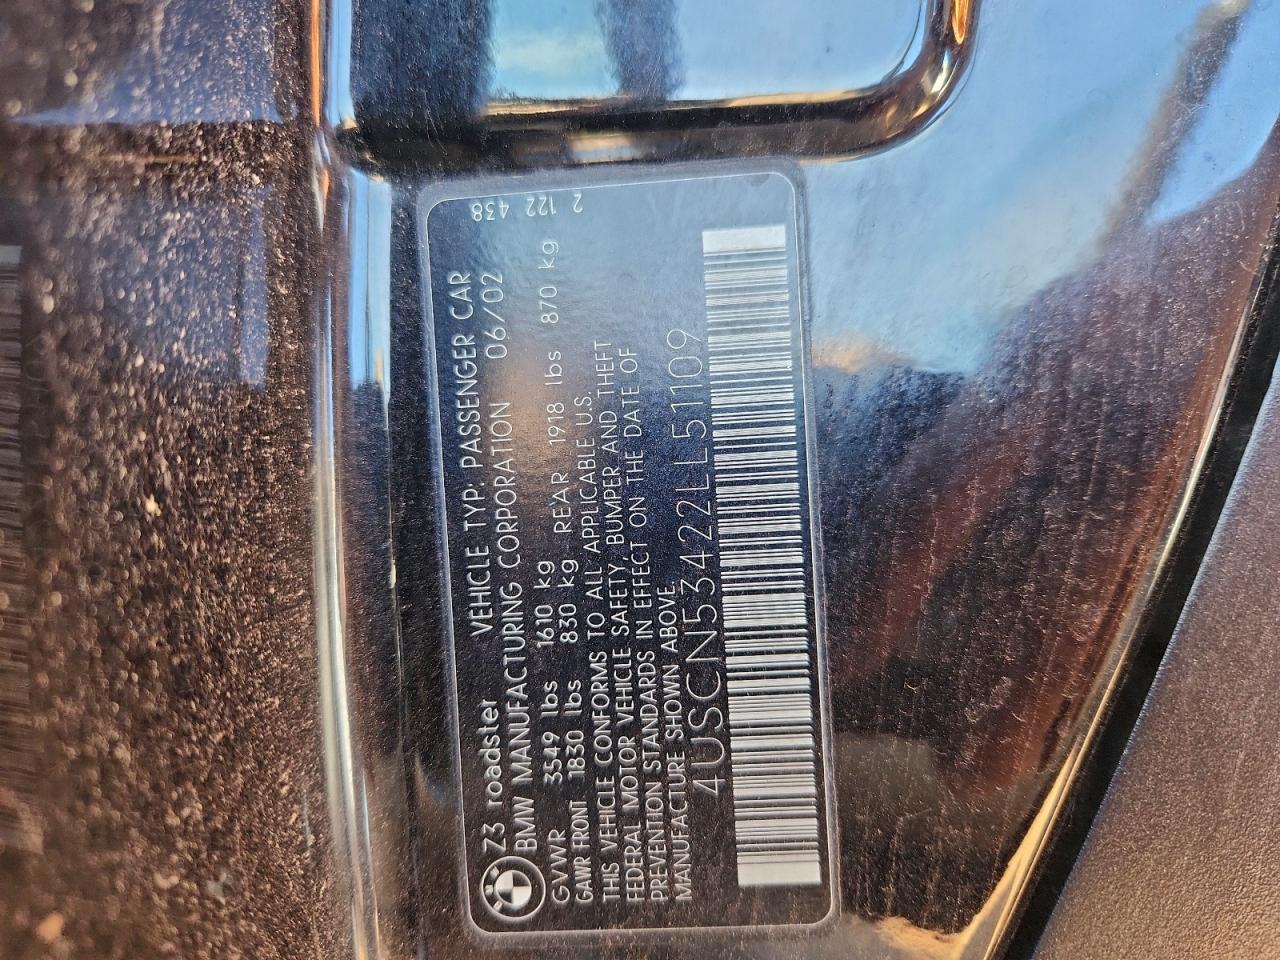 Z3 roadster VEHICLE TYP: PASSENGER CAR
BMW MANUFACTURING CORPORATION 06/02
GVWR 3549 lbs 1610 kg
GAWR FRONT 1830 lbs 830 kg REAR 1918 lbs 870 kg
THIS VEHICLE CONFORMS TO ALL APPLICABLE U.S.
FEDERAL MOTOR VEHICLE SAFETY, BUMPER AND THEFT
PREVENTION STANDARDS IN EFFECT ON THE DATE OF
MANUFACTURE SHOWN ABOVE
4USCN53422LL51109
2 122 438